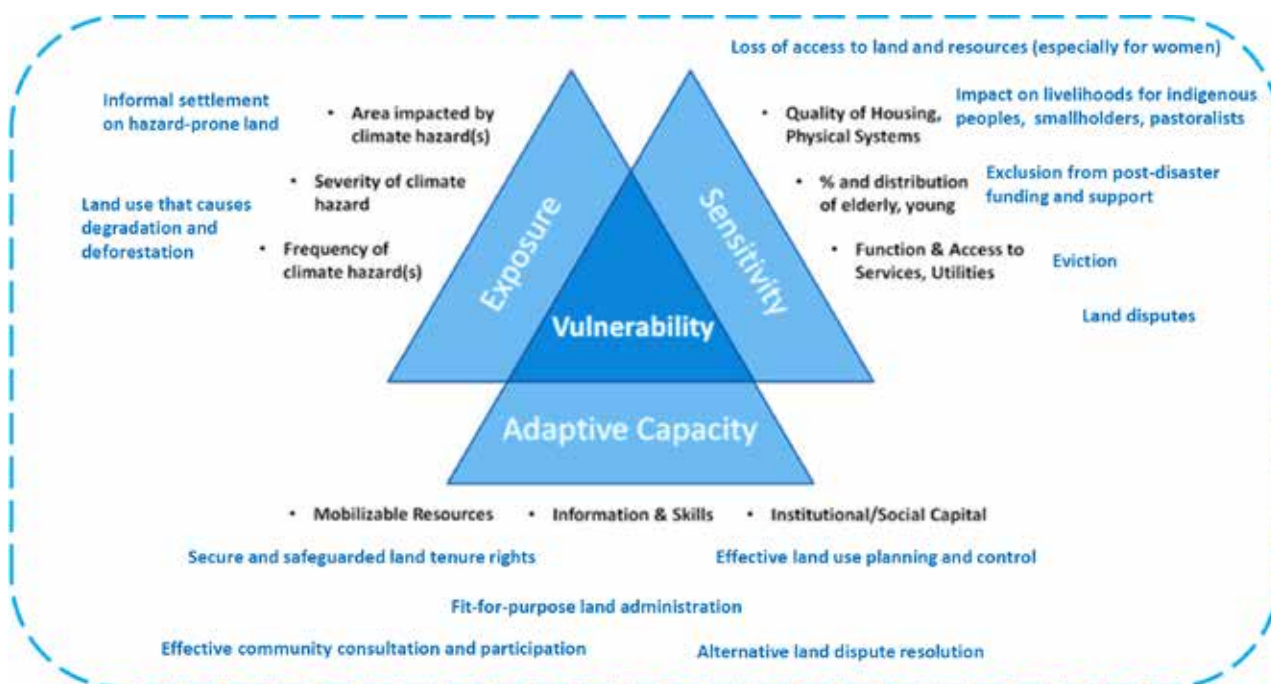 Loss of access to land and resources (especially for women)
Informal settlement
on hazard-prone land
• Area impacted by
climate hazard(s)
• Quality of Housing,
Physical Systems
Impact on livelihoods for indigenous
peoples, smallholders, pastoralists
• Severity of climate
hazard
• % and distribution
of elderly, young
Exclusion from post-disaster
funding and support
Land use that causes
degradation and
deforestation
• Frequency of
climate hazard(s)
• Function & Access to
Services, Utilities
Eviction
Land disputes
Exposure
Sensitivity
Vulnerability
Adaptive Capacity
• Mobilizable Resources
• Information & Skills
• Institutional/Social Capital
Secure and safeguarded land tenure rights
Effective land use planning and control
Fit-for-purpose land administration
Effective community consultation and participation
Alternative land dispute resolution